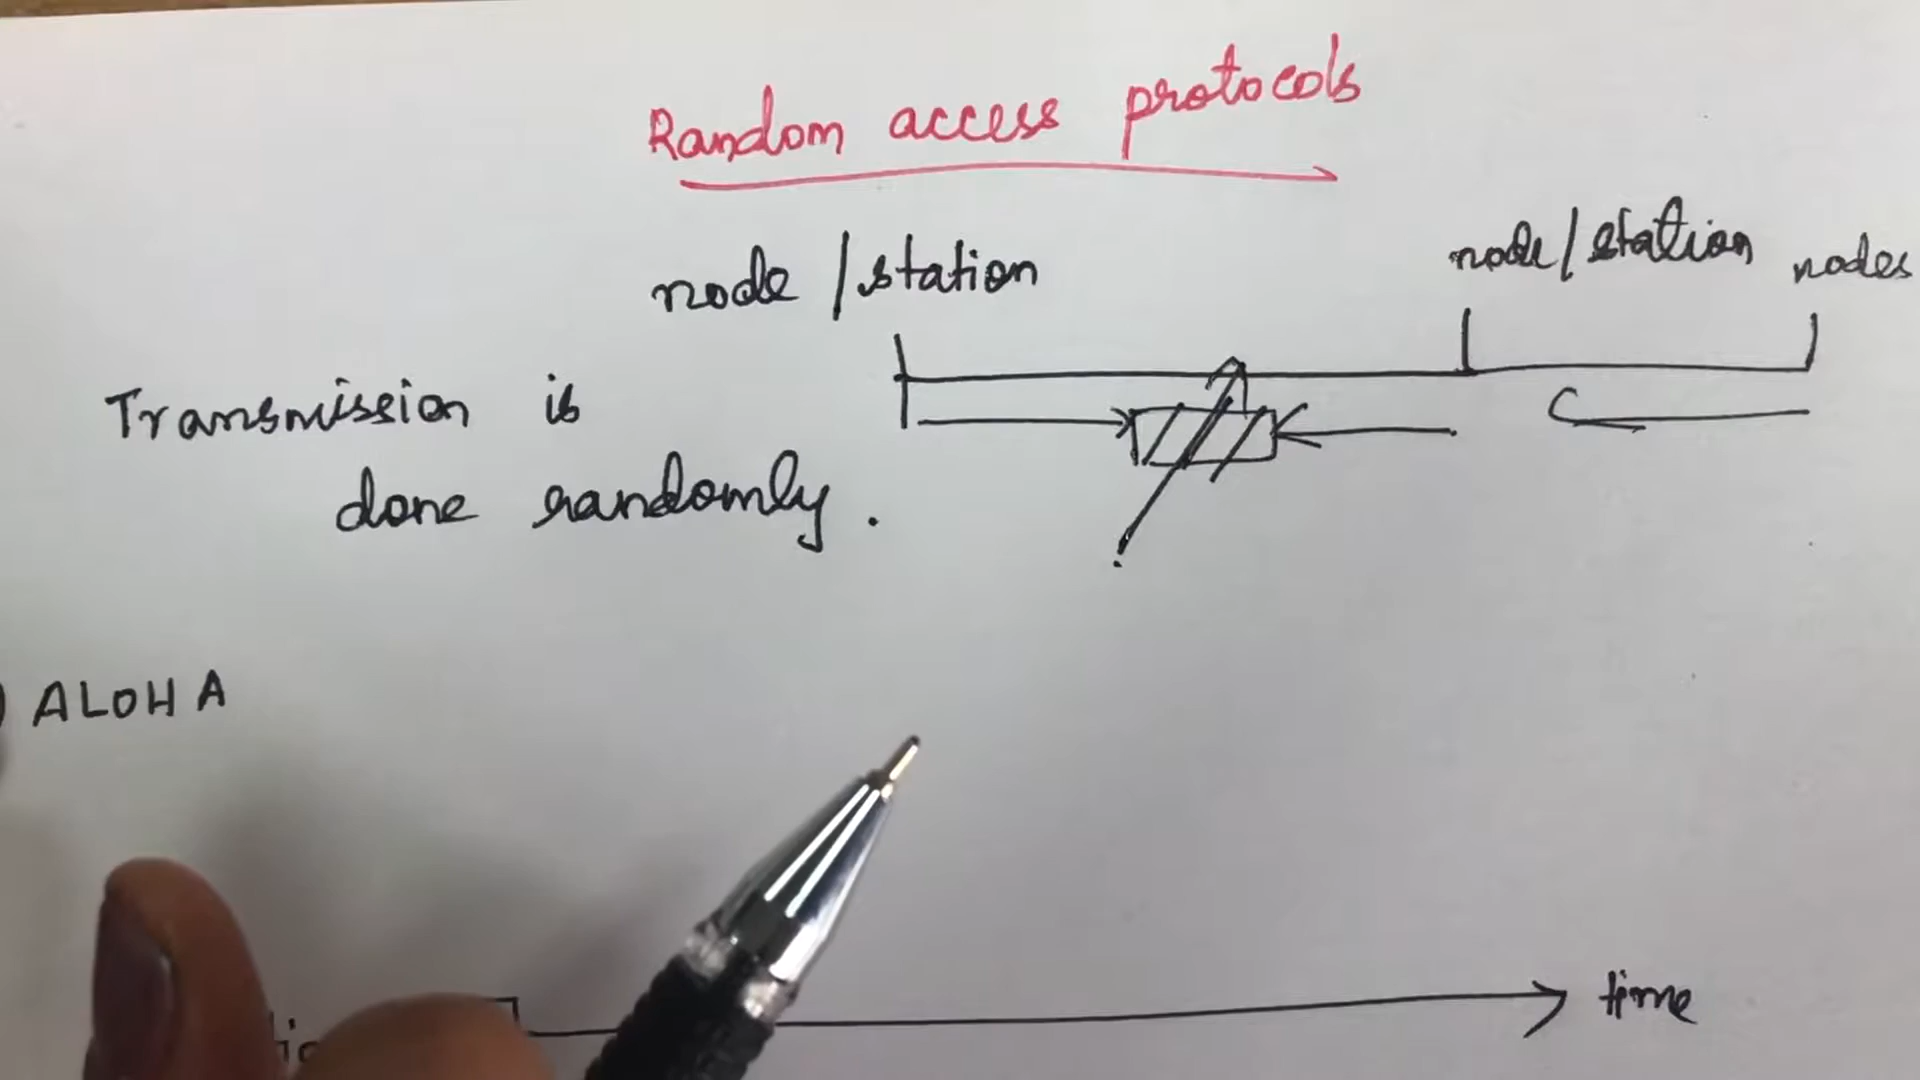 Random access protocols
node / station
node / station nodes
Transmission is
done randomly.
) ALOHA
time